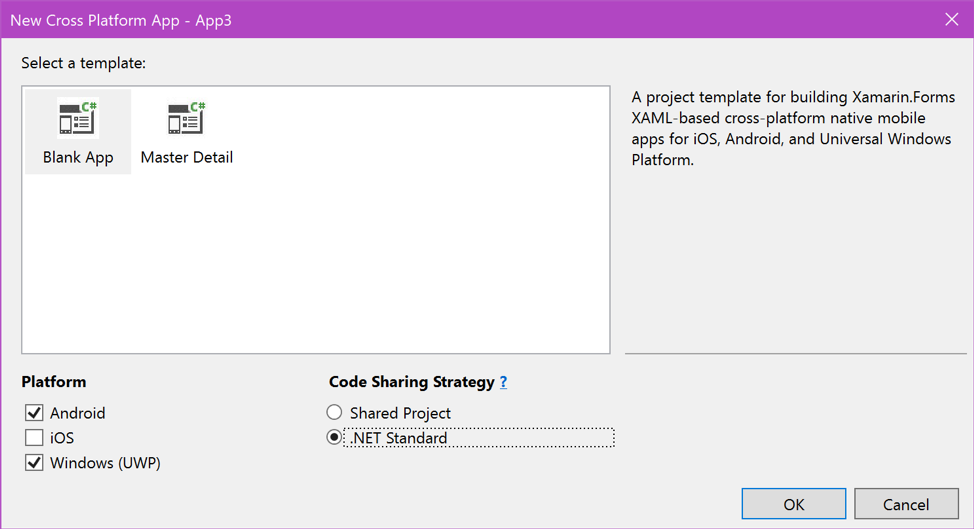 New Cross Platform App - App3
Select a template:
C# C#
Blank App Master Detail
A project template for building Xamarin.Forms
XAML-based cross-platform native mobile
apps for iOS, Android, and Universal Windows
Platform.
Platform
Android
iOS
Windows (UWP)
Code Sharing Strategy ?
Shared Project
.NET Standard
OK Cancel